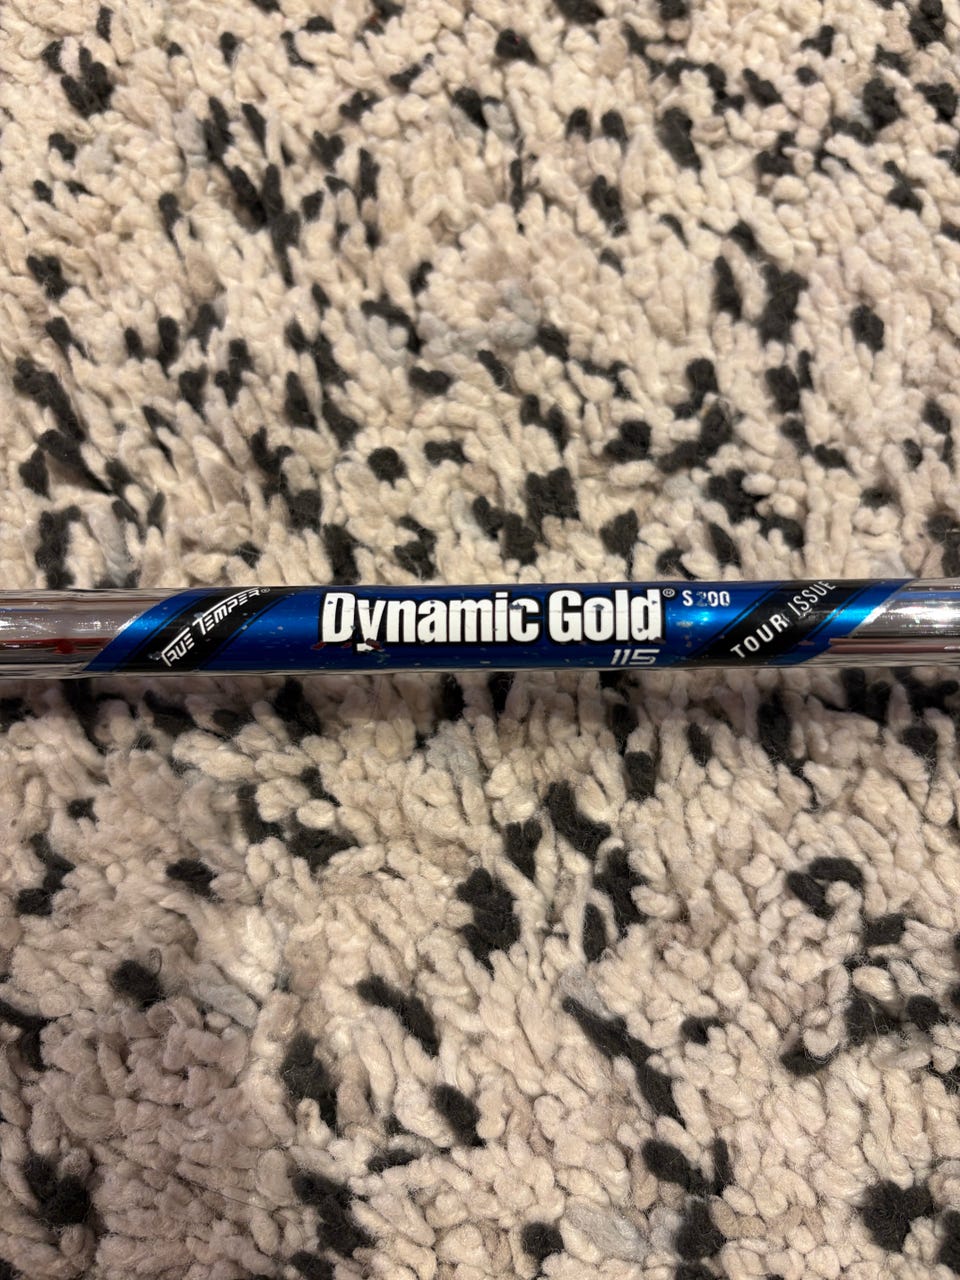 TRUE TEMPER®
Dynamic Gold® S200
115
TOUR ISSUE